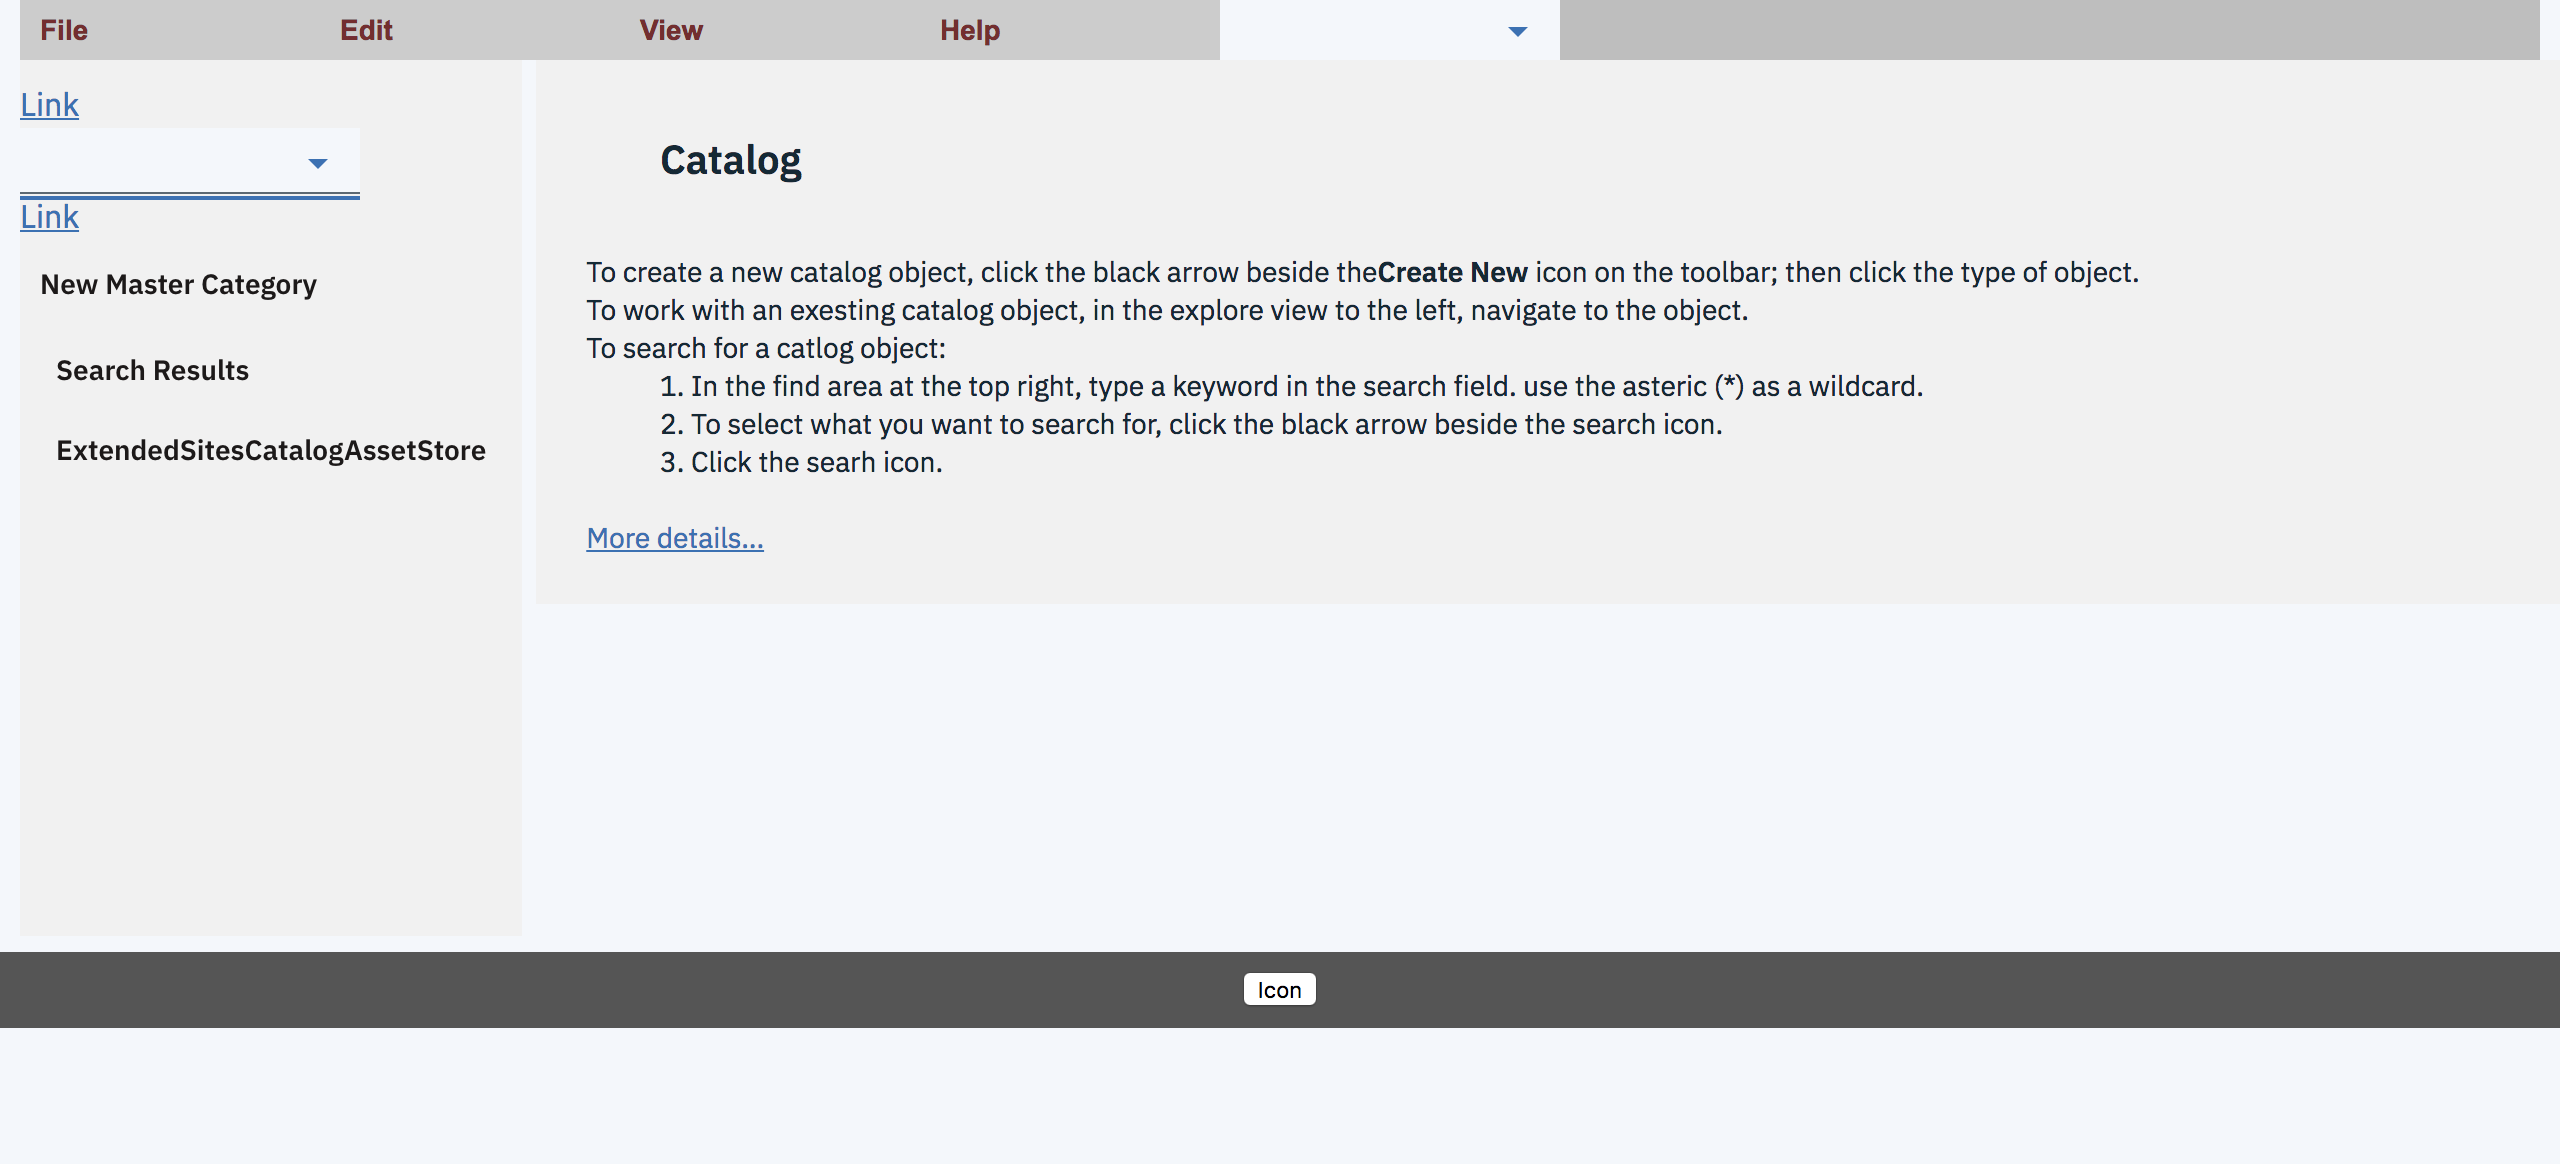 File Edit View Help
Link
Link
New Master Category
Search Results
ExtendedSitesCatalogAssetStore
Catalog
To create a new catalog object, click the black arrow beside theCreate New icon on the toolbar; then click the type of object.
To work with an exesting catalog object, in the explore view to the left, navigate to the object.
To search for a catlog object:
1. In the find area at the top right, type a keyword in the search field. use the asteric (*) as a wildcard.
2. To select what you want to search for, click the black arrow beside the search icon.
3. Click the searh icon.
More details...
Icon